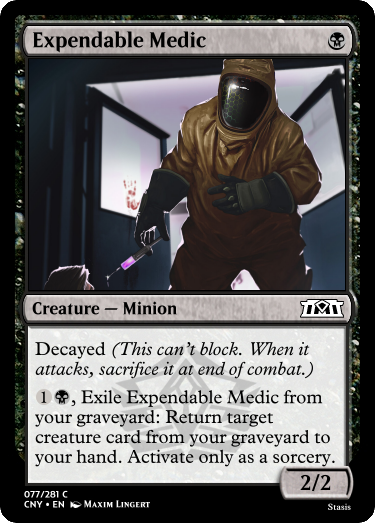 Expendable Medic
Creature — Minion
Decayed (This can't block. When it
attacks, sacrifice it at end of combat.)
1 , Exile Expendable Medic from
your graveyard: Return target
creature card from your graveyard to
your hand. Activate only as a sorcery.
2/2
077/281 C
CNY • EN Maxim Lingert
Stasis